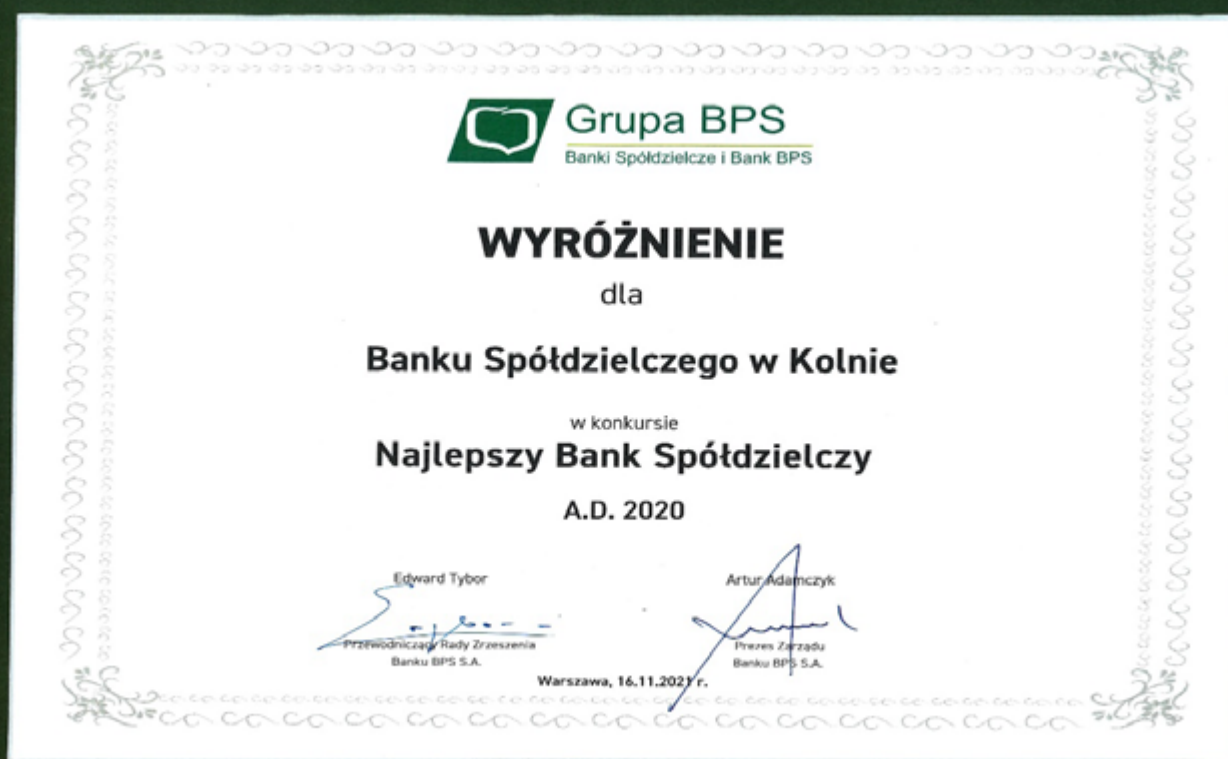 Grupa BPS
Banki Spółdzielcze i Bank BPS
WYRÓŻNIENIE
dla
Banku Spółdzielczego w Kolnie
w konkursie
Najlepszy Bank Spółdzielczy
A.D. 2020
Edward Tybor
Przewodniczący Rady Zrzeszenia
Banku BPS S.A.
Artur Adamczyk
Prezes Zarządu
Banku BPS S.A.
Warszawa, 16.11.2021 r.